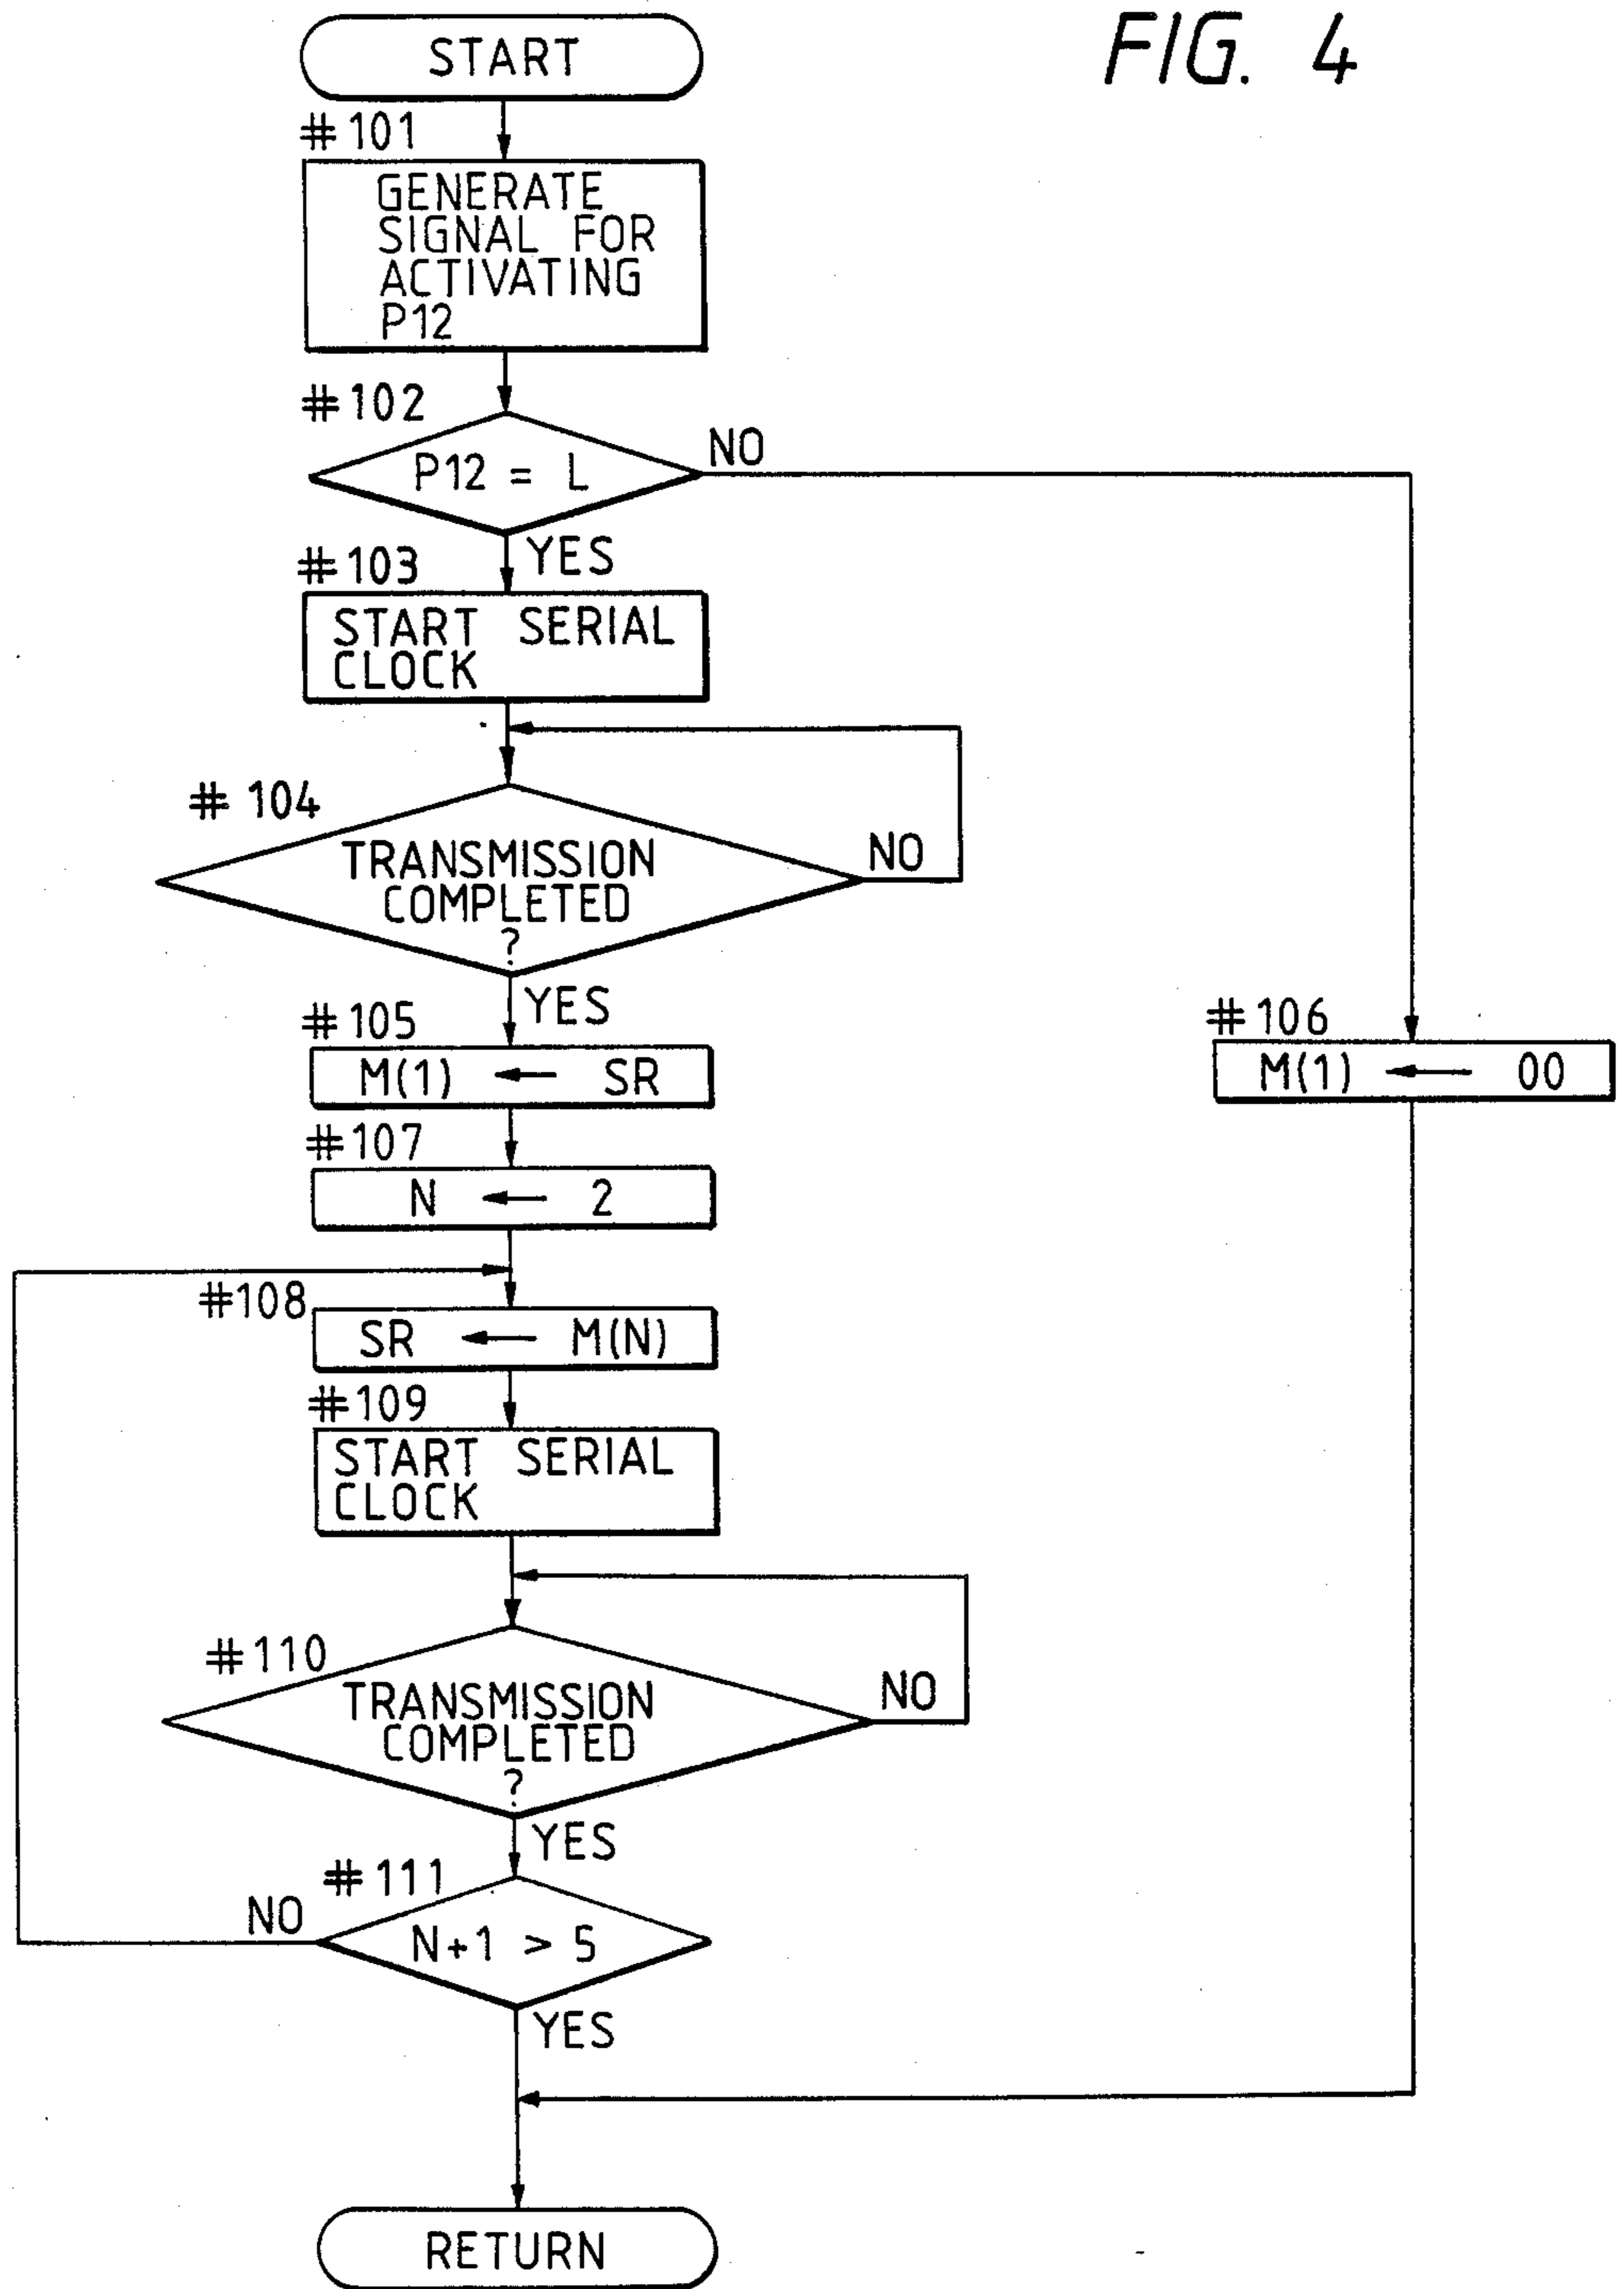 FIG. 4
START
#101
GENERATE
SIGNAL FOR
ACTIVATING
P12
#102
P12 = L
NO
YES
#103
START SERIAL
CLOCK
#104
TRANSMISSION
COMPLETED
?
NO
YES
#105
M(1) ← SR
#106
M(1) ← 00
#107
N ← 2
#108
SR ← M(N)
#109
START SERIAL
CLOCK
#110
TRANSMISSION
COMPLETED
?
NO
YES
#111
N+1 > 5
NO
YES
RETURN